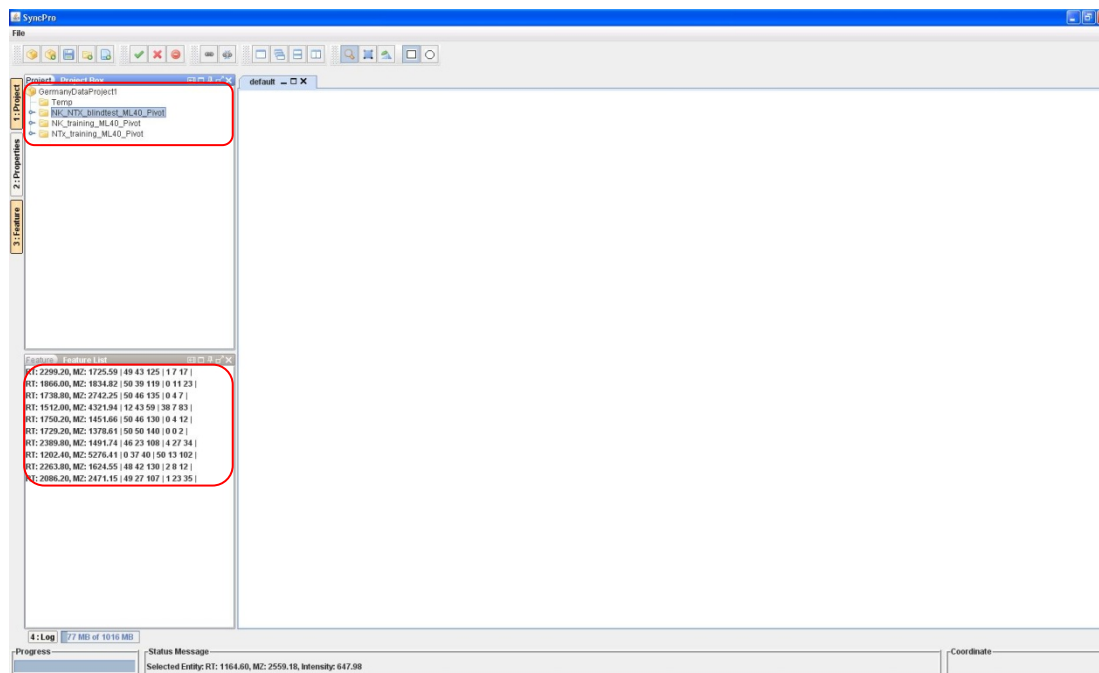 SyncPro
File
1 : Project
2 : Properties
3 : Feature
Project Project Box
GermanyDataProject1
Temp
NK_NTX_blindtest_ML40_Pivot
NK_training_ML40_Pivot
NTx_training_ML40_Pivot
default
Feature Feature List
RT: 2299.20, MZ: 1725.59 | 49 43 125 | 1 7 17 |
RT: 1866.00, MZ: 1834.82 | 50 39 119 | 0 11 23 |
RT: 1738.80, MZ: 2742.25 | 50 46 135 | 0 4 7 |
RT: 1512.00, MZ: 4321.94 | 12 43 59 | 38 7 83 |
RT: 1750.20, MZ: 1451.66 | 50 46 130 | 0 4 12 |
RT: 1729.20, MZ: 1378.61 | 50 50 140 | 0 0 2 |
RT: 2389.80, MZ: 1491.74 | 46 23 108 | 4 27 34 |
RT: 1202.40, MZ: 5276.41 | 0 37 40 | 50 13 102 |
RT: 2263.80, MZ: 1624.55 | 48 42 130 | 2 8 12 |
RT: 2086.20, MZ: 2471.15 | 49 27 107 | 1 23 35 |
4 : Log 77 MB of 1016 MB
Progress Status Message Coordinate
Selected Entity: RT: 1164.60, MZ: 2559.18, Intensity: 647.98